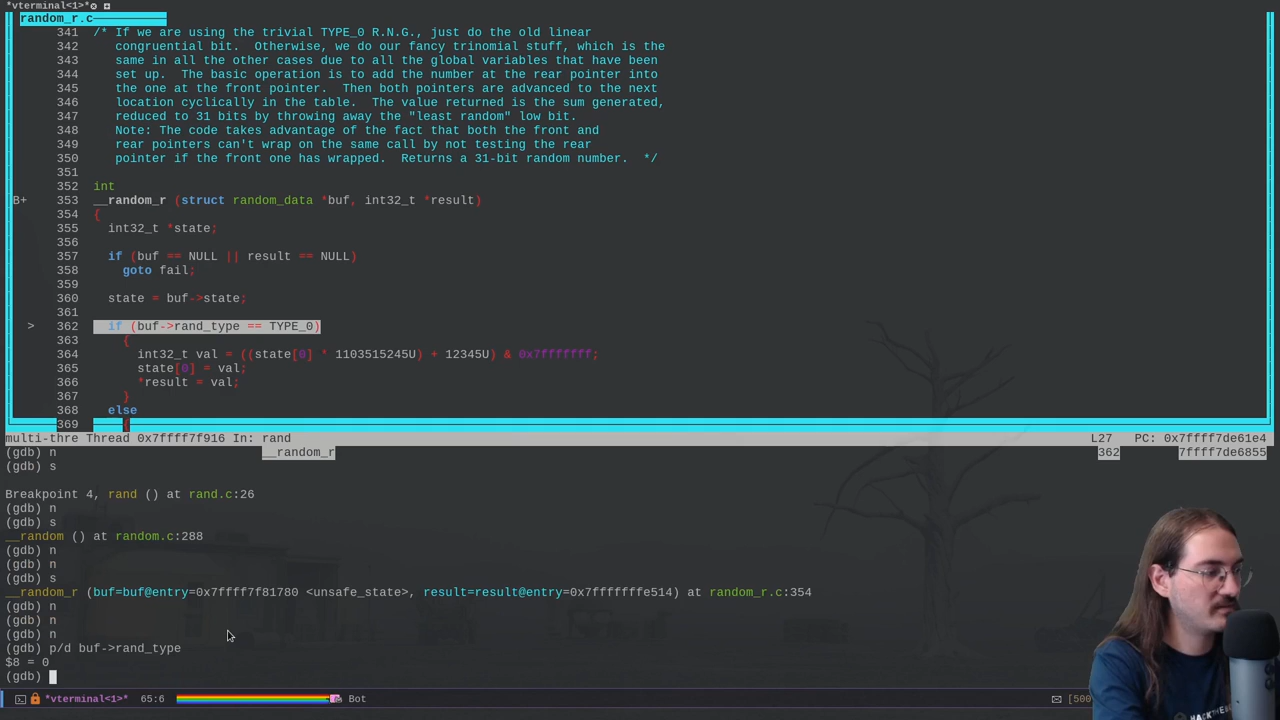 *vterminal<1>*
random_r.c
341 /* If we are using the trivial TYPE_0 R.N.G., just do the old linear
342 congruential bit.  Otherwise, we do our fancy trinomial stuff, which is the
343 same in all the other cases due to all the global variables that have been
344 set up.  The basic operation is to add the number at the rear pointer into
345 the one at the front pointer.  Then both pointers are advanced to the next
346 location cyclically in the table.  The value returned is the sum generated,
347 reduced to 31 bits by throwing away the "least random" low bit.
348 Note: The code takes advantage of the fact that both the front and
349 rear pointers can't wrap on the same call by not testing the rear
350 pointer if the front one has wrapped.  Returns a 31-bit random number.  */
351
352 int
B+ 353 __random_r (struct random_data *buf, int32_t *result)
354 {
355 int32_t *state;
356
357 if (buf == NULL || result == NULL)
358 goto fail;
359
360 state = buf->state;
361
> 362 if (buf->rand_type == TYPE_0)
363 {
364 int32_t val = ((state[0] * 1103515245U) + 12345U) & 0x7fffffff;
365 state[0] = val;
366 *result = val;
367 }
368 else
369 {
multi-thre Thread 0x7ffff7f916 In: rand L27 PC: 0x7ffff7de61e4
(gdb) n __random_r 362 7ffff7de6855
(gdb) s
Breakpoint 4, rand () at rand.c:26
(gdb) n
(gdb) s
__random () at random.c:288
(gdb) n
(gdb) n
(gdb) s
__random_r (buf=buf@entry=0x7ffff7f81780 <unsafe_state>, result=result@entry=0x7fffffffe514) at random_r.c:354
(gdb) n
(gdb) n
(gdb) n
(gdb) p/d buf->rand_type
$8 = 0
(gdb)
*vterminal<1>* 65:6 Bot [500